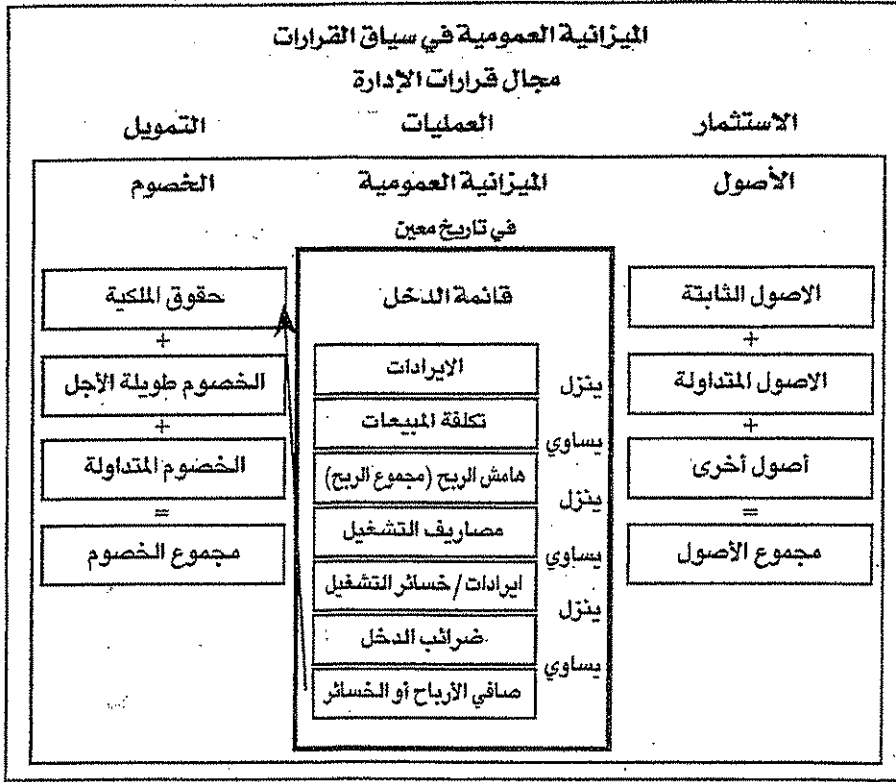 الميزانية العمومية في سياق القرارات
مجال قرارات الإدارة
الاستثمار العمليات التمويل
الأصول الميزانية العمومية الخصوم
في تاريخ معين
الاصول الثابتة
+
الاصول المتداولة
+
أصول أخرى
=
مجموع الأصول
قائمة الدخل
الايرادات
ينزل
تكلفة المبيعات
يساوي
هامش الربح (مجموع الربح)
ينزل
مصاريف التشغيل
يساوي
ايرادات / خسائر التشغيل
ينزل
ضرائب الدخل
يساوي
صافي الأرباح أو الخسائر
حقوق الملكية
+
الخصوم طويلة الأجل
+
الخصوم المتداولة
=
مجموع الخصوم